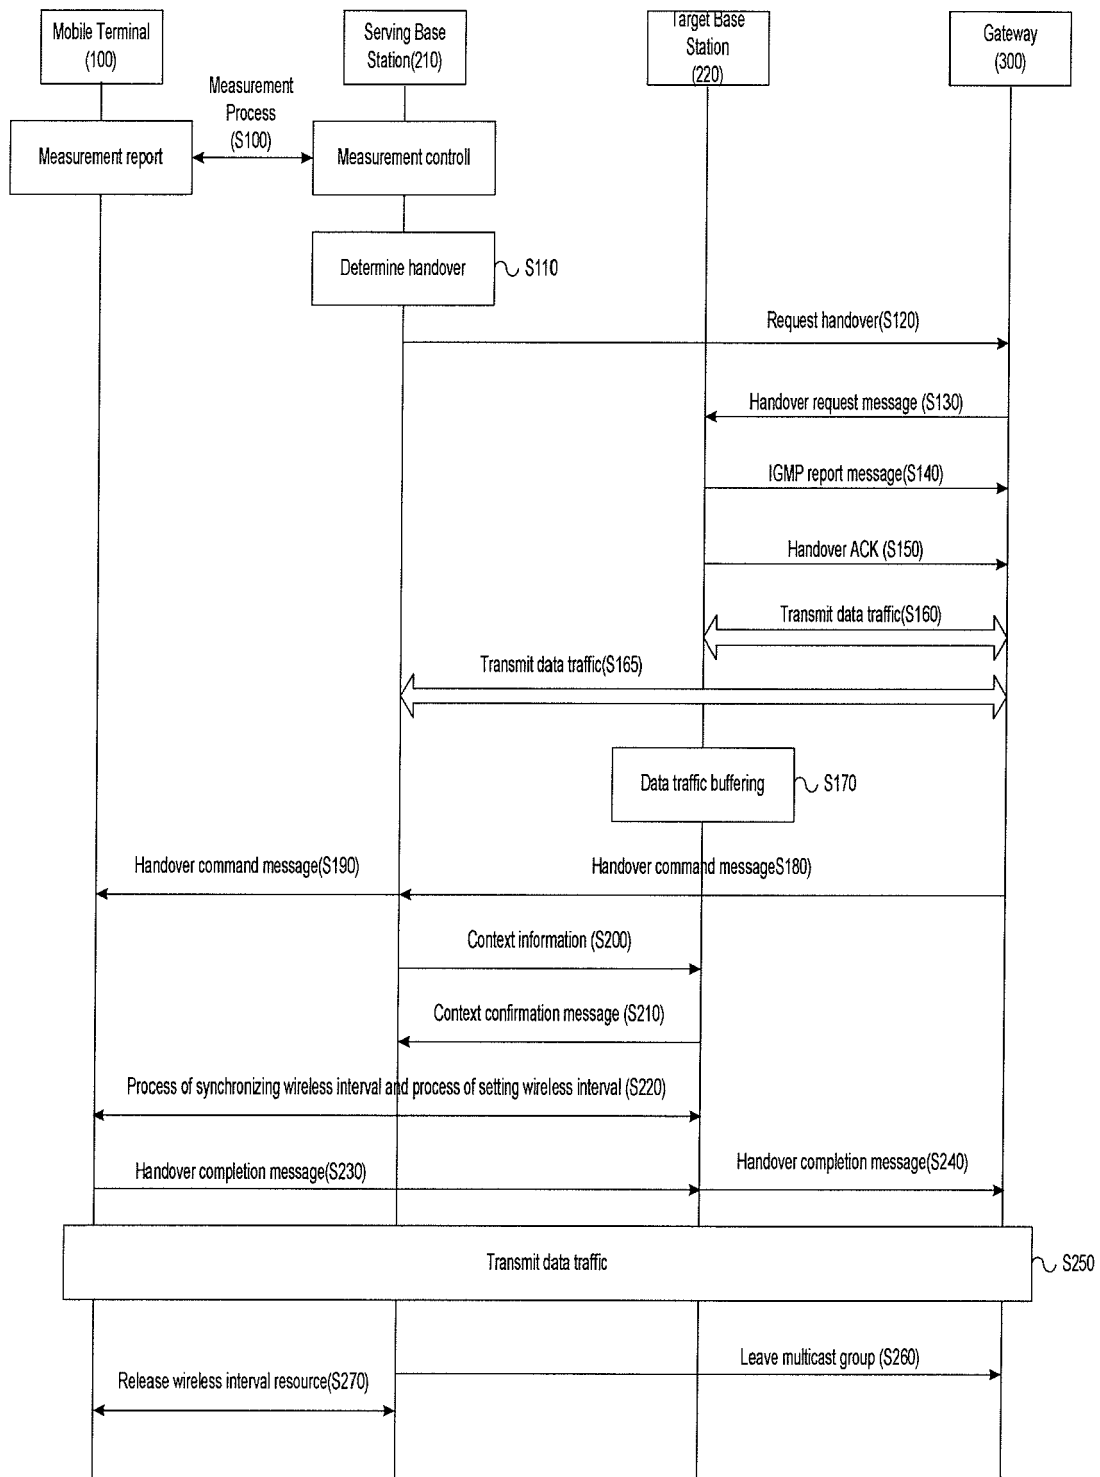 Mobile Terminal
(100)
Serving Base
Station(210)
Target Base
Station
(220)
Gateway
(300)
Measurement
Process
(S100)
Measurement report
Measurement controll
Determine handover
S110
Request handover(S120)
Handover request message (S130)
IGMP report message(S140)
Handover ACK (S150)
Transmit data traffic(S160)
Transmit data traffic(S165)
Data traffic buffering
S170
Handover command message(S190)
Handover command messageS180)
Context information (S200)
Context confirmation message (S210)
Process of synchronizing wireless interval and process of setting wireless interval (S220)
Handover completion message(S230)
Handover completion message(S240)
Transmit data traffic
S250
Leave multicast group (S260)
Release wireless interval resource(S270)